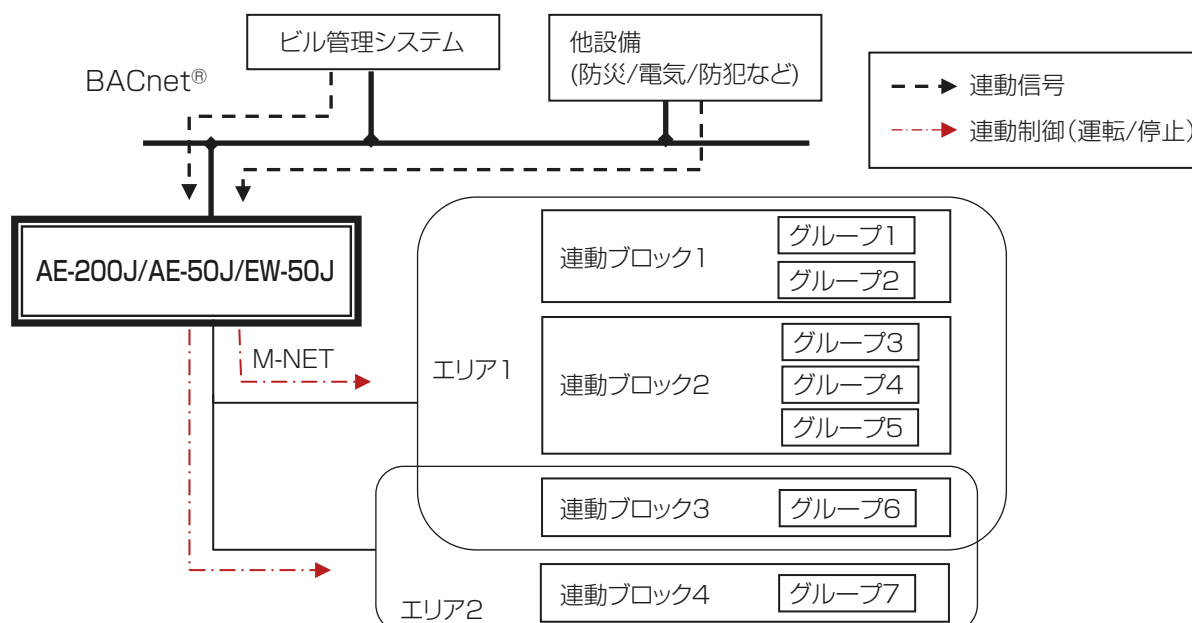 ビル管理システム
他設備
(防災/電気/防犯など)
BACnet®
連動信号
連動制御(運転/停止)
AE-200J/AE-50J/EW-50J
連動ブロック1
グループ1
グループ2
M-NET
エリア1
連動ブロック2
グループ3
グループ4
グループ5
連動ブロック3
グループ6
エリア2
連動ブロック4
グループ7